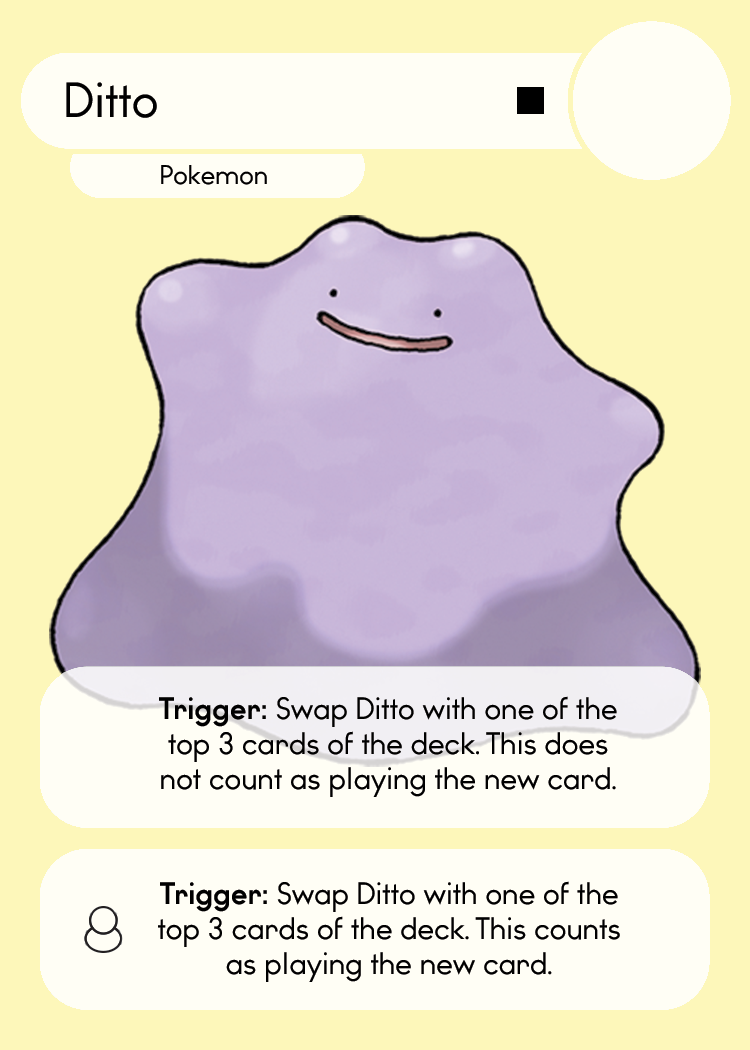 Ditto
Pokemon
Trigger: Swap Ditto with one of the
top 3 cards of the deck. This does
not count as playing the new card.
Trigger: Swap Ditto with one of the
top 3 cards of the deck. This counts
as playing the new card.